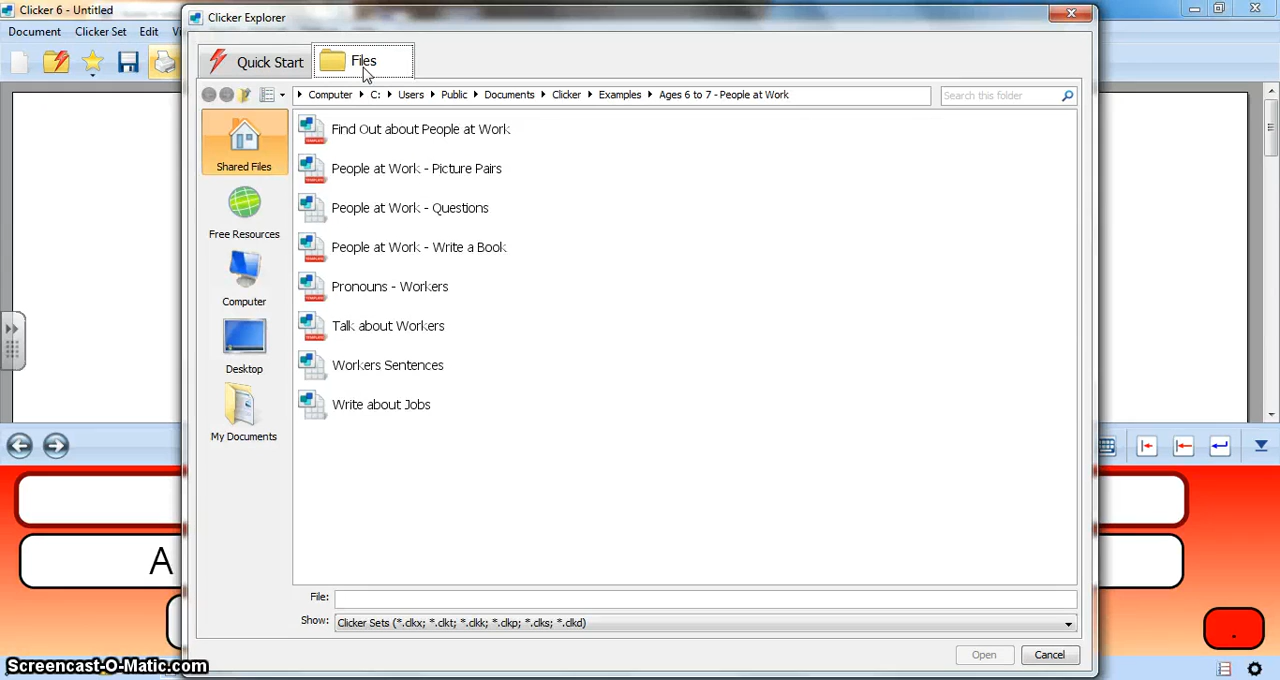 Clicker 6 - Untitled
Document Clicker Set Edit
Clicker Explorer
Quick Start Files
Computer C: Users Public Documents Clicker Examples Ages 6 to 7 - People at Work
Search this folder
Shared Files
Free Resources
Computer
Desktop
My Documents
Find Out about People at Work
People at Work - Picture Pairs
People at Work - Questions
People at Work - Write a Book
Pronouns - Workers
Talk about Workers
Workers Sentences
Write about Jobs
File:
Show: Clicker Sets (*.clkx; *.clkt; *.clkk; *.clkp; *.clks; *.clkd)
Open Cancel
A
.
Screencast-O-Matic.com